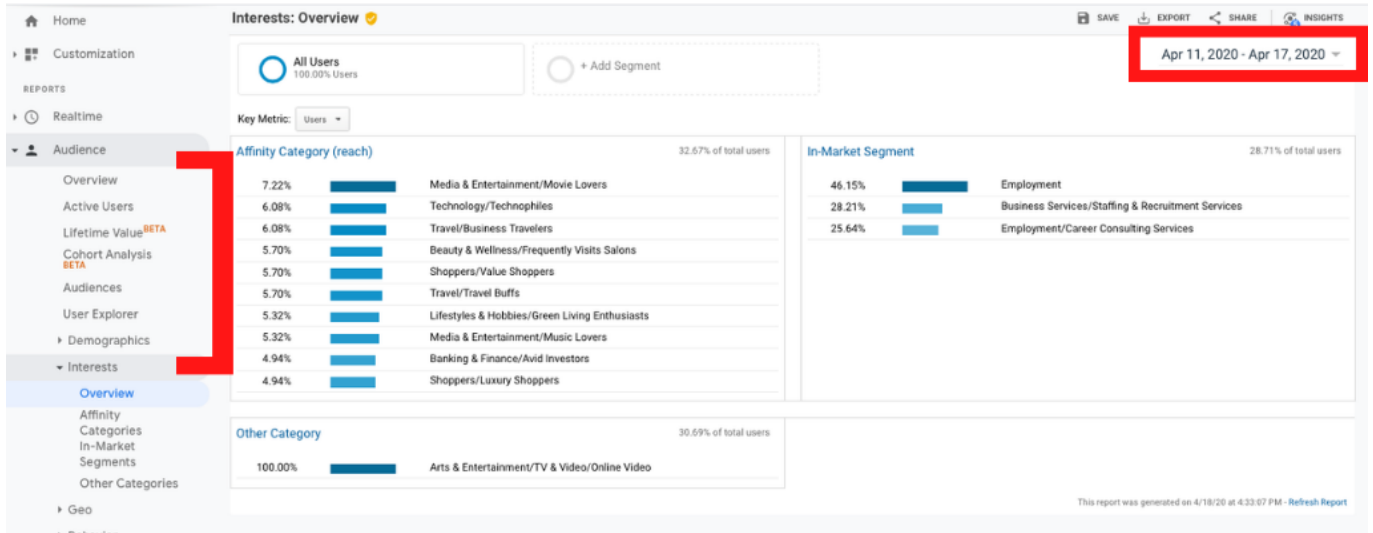 Home
Customization
REPORTS
Realtime
Audience
Overview
Active Users
Lifetime Value BETA
Cohort Analysis
BETA
Audiences
User Explorer
Demographics
Interests
Overview
Affinity
Categories
In-Market
Segments
Other Categories
Geo
Interests: Overview
SAVE EXPORT SHARE INSIGHTS
All Users
100.00% Users
+ Add Segment
Apr 11, 2020 - Apr 17, 2020
Key Metric: Users
Affinity Category (reach) 32.67% of total users
7.22% Media & Entertainment/Movie Lovers
6.08% Technology/Technophiles
6.08% Travel/Business Travelers
5.70% Beauty & Wellness/Frequently Visits Salons
5.70% Shoppers/Value Shoppers
5.70% Travel/Travel Buffs
5.32% Lifestyles & Hobbies/Green Living Enthusiasts
5.32% Media & Entertainment/Music Lovers
4.94% Banking & Finance/Avid Investors
4.94% Shoppers/Luxury Shoppers
In-Market Segment 28.71% of total users
46.15% Employment
28.21% Business Services/Staffing & Recruitment Services
25.64% Employment/Career Consulting Services
Other Category 30.69% of total users
100.00% Arts & Entertainment/TV & Video/Online Video
This report was generated on 4/18/20 at 4:33:07 PM - Refresh Report